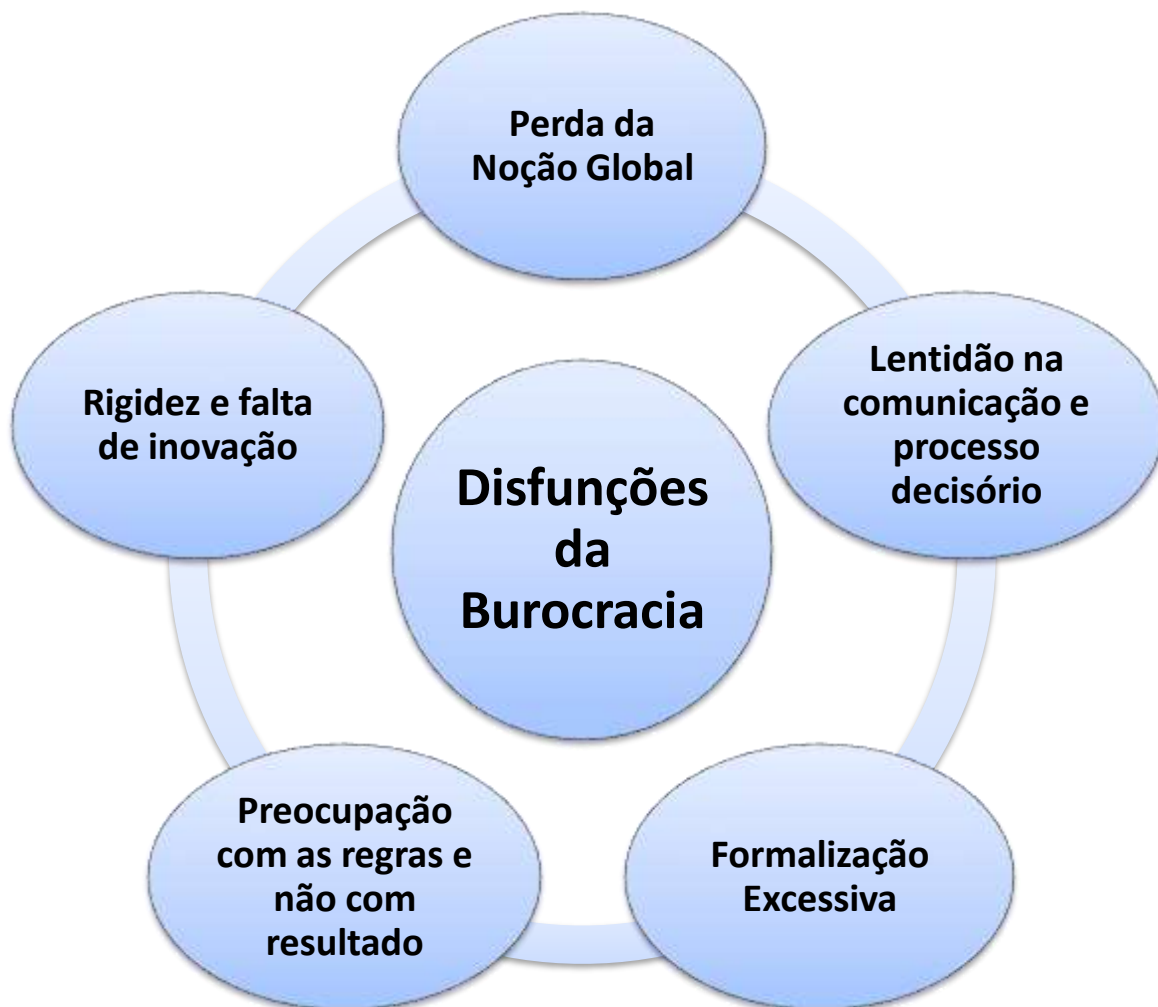 Perda da
Noção Global
Lentidão na
comunicação e
processo
decisório
Formalização
Excessiva
Preocupação
com as regras e
não com
resultado
Rigidez e falta
de inovação
Disfunções
da
Burocracia